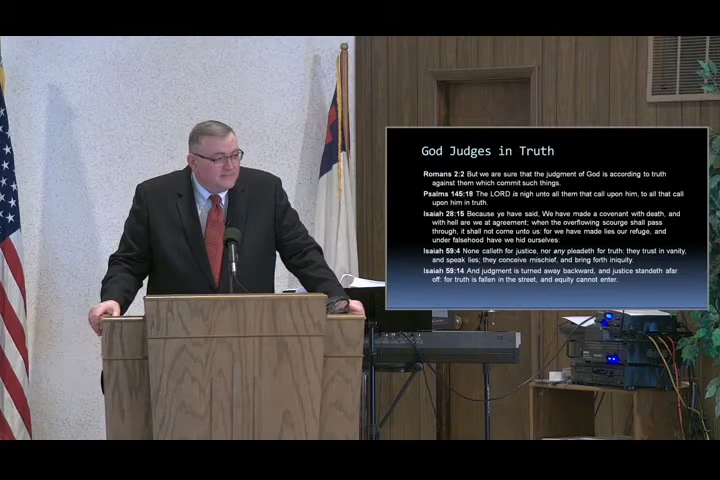 God Judges in Truth
Romans 2:2 But we are sure that the judgment of God is according to truth
against them which commit such things.
Psalms 145:18 The LORD is nigh unto all them that call upon him, to all that call
upon him in truth.
Isaiah 28:15 Because ye have said, We have made a covenant with death, and
with hell are we at agreement; when the overflowing scourge shall pass
through, it shall not come unto us: for we have made lies our refuge, and
under falsehood have we hid ourselves:
Isaiah 59:4 None calleth for justice, nor any pleadeth for truth: they trust in vanity,
and speak lies; they conceive mischief, and bring forth iniquity.
Isaiah 59:14 And judgment is turned away backward, and justice standeth afar
off: for truth is fallen in the street, and equity cannot enter.